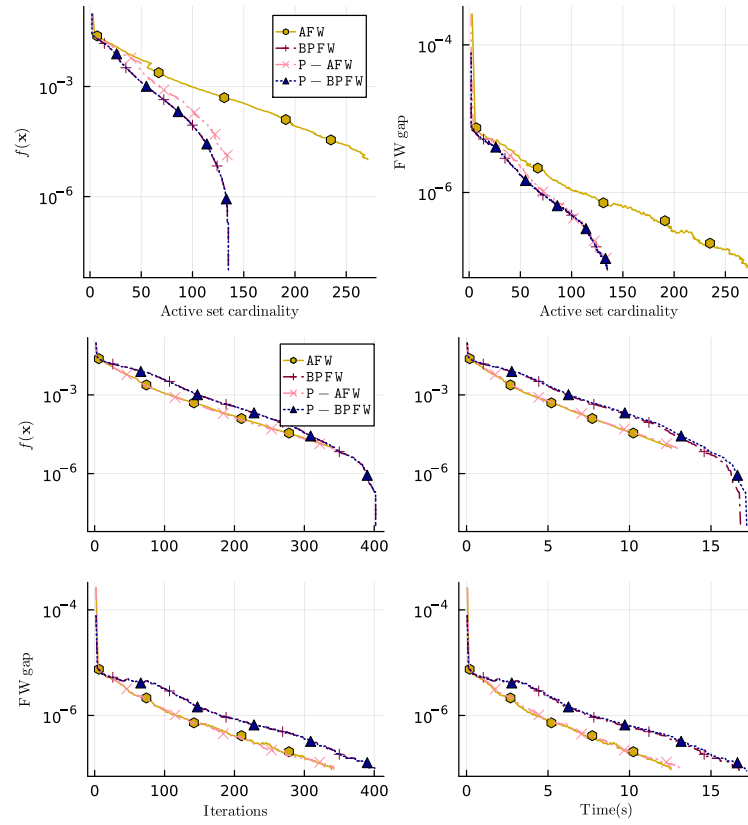 AFW
BPFW
P − AFW
P − BPFW
10⁻³
10⁻⁶
f(x)
0 50 100 150 200 250
Active set cardinality
10⁻⁴
10⁻⁶
FW gap
0 50 100 150 200 250
Active set cardinality
AFW
BPFW
P − AFW
P − BPFW
10⁻³
10⁻⁶
f(x)
0 100 200 300 400
10⁻³
10⁻⁶
0 5 10 15
10⁻⁴
10⁻⁶
FW gap
0 100 200 300 400
Iterations
10⁻⁴
10⁻⁶
0 5 10 15
Time(s)